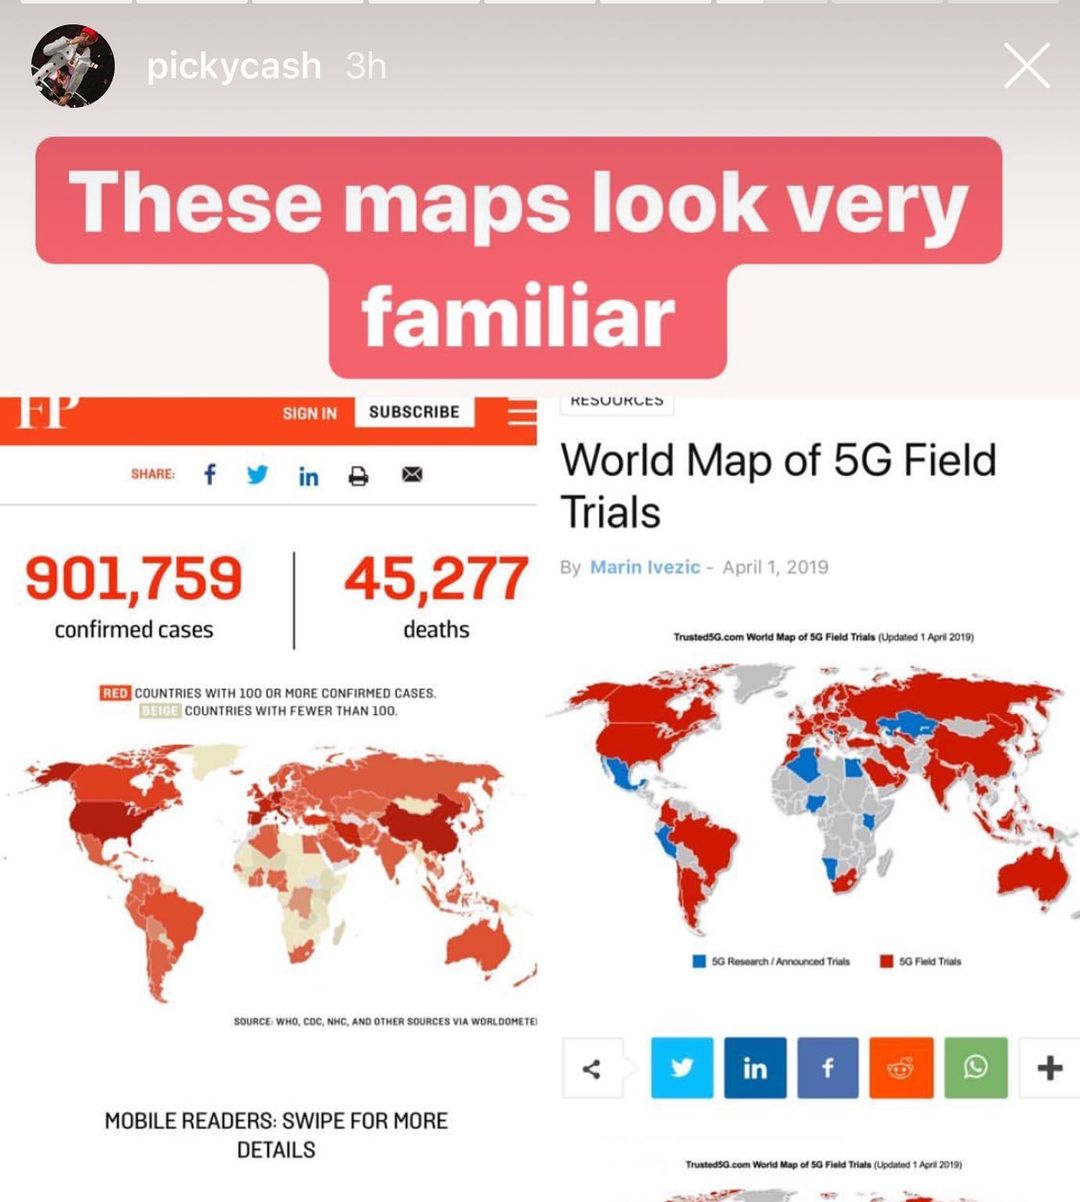 pickycash 3h
These maps look very
familiar
FP
SIGN IN
SUBSCRIBE
SHARE:
f
in
901,759
confirmed cases
45,277
deaths
RED COUNTRIES WITH 100 OR MORE CONFIRMED CASES.
BEIGE COUNTRIES WITH FEWER THAN 100.
SOURCE: WHO, CDC, NHC, AND OTHER SOURCES VIA WORLDOMETE
MOBILE READERS: SWIPE FOR MORE
DETAILS
RESOURCES
World Map of 5G Field
Trials
By Marin Ivezic - April 1, 2019
Trusted5G.com World Map of 5G Field Trials (Updated 1 April 2019)
5G Research / Announced Trials
5G Field Trials
in
f
Trusted5G.com World Map of 5G Field Trials (Updated 1 April 2019)